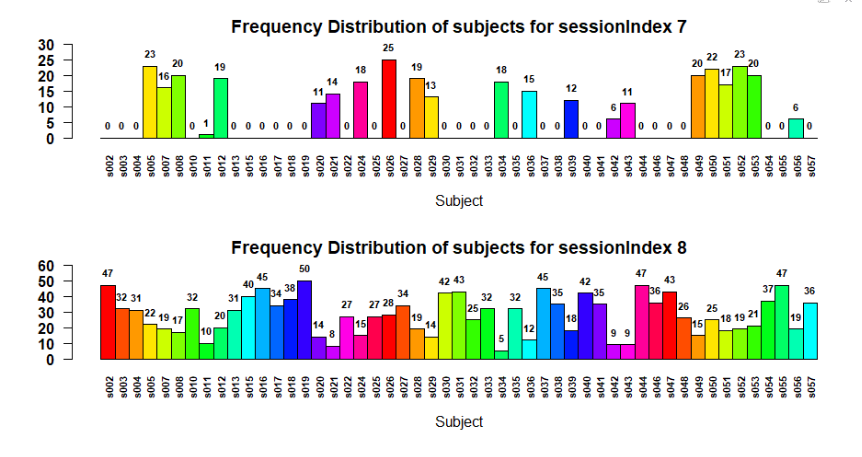 Frequency Distribution of subjects for sessionIndex 7
30
25
20
15
10
5
0
0 0 0 23 16 20 0 1 19 0 0 0 0 0 0 11 14 0 18 0 25 0 19 13 0 0 0 0 18 0 15 0 0 12 0 0 6 11 0 0 0 0 20 22 17 23 20 0 0 6 0
s002 s003 s004 s005 s007 s008 s010 s011 s012 s013 s015 s016 s017 s018 s019 s020 s021 s022 s024 s025 s026 s027 s028 s029 s030 s031 s032 s033 s034 s035 s036 s037 s038 s039 s040 s041 s042 s043 s044 s046 s047 s048 s049 s050 s051 s052 s053 s054 s055 s056 s057
Subject
Frequency Distribution of subjects for sessionIndex 8
60
50
40
30
20
10
0
47 32 31 22 19 17 32 10 20 31 40 45 34 38 50 14 8 27 15 27 28 34 19 14 42 43 25 32 5 32 12 45 35 18 42 35 9 9 47 36 43 26 15 25 18 19 21 37 47 19 36
s002 s003 s004 s005 s007 s008 s010 s011 s012 s013 s015 s016 s017 s018 s019 s020 s021 s022 s024 s025 s026 s027 s028 s029 s030 s031 s032 s033 s034 s035 s036 s037 s038 s039 s040 s041 s042 s043 s044 s046 s047 s048 s049 s050 s051 s052 s053 s054 s055 s056 s057
Subject